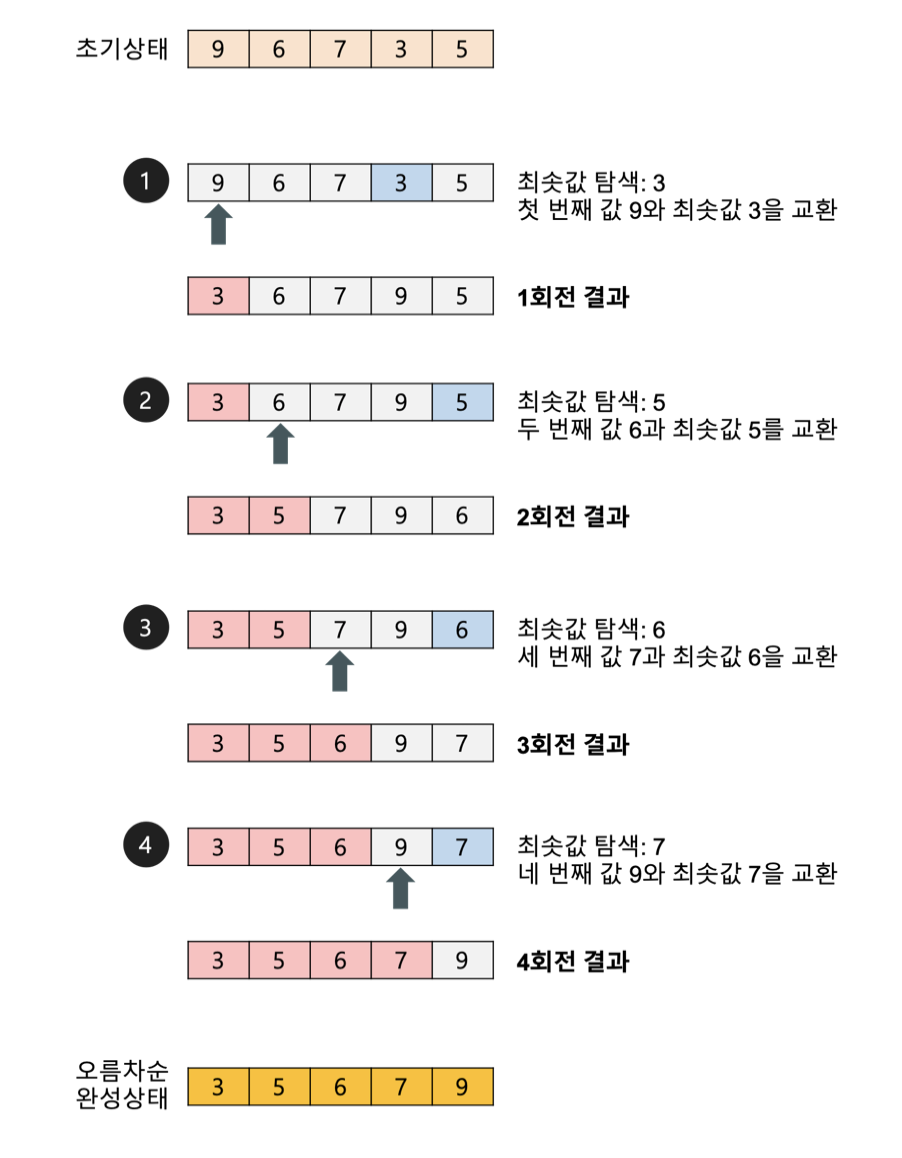 초기상태 9 6 7 3 5
1 9 6 7 3 5 최솟값 탐색: 3
첫 번째 값 9와 최솟값 3을 교환
3 6 7 9 5 1회전 결과
2 3 6 7 9 5 최솟값 탐색: 5
두 번째 값 6과 최솟값 5를 교환
3 5 7 9 6 2회전 결과
3 3 5 7 9 6 최솟값 탐색: 6
세 번째 값 7과 최솟값 6을 교환
3 5 6 9 7 3회전 결과
4 3 5 6 9 7 최솟값 탐색: 7
네 번째 값 9와 최솟값 7을 교환
3 5 6 7 9 4회전 결과
오름차순
완성상태 3 5 6 7 9